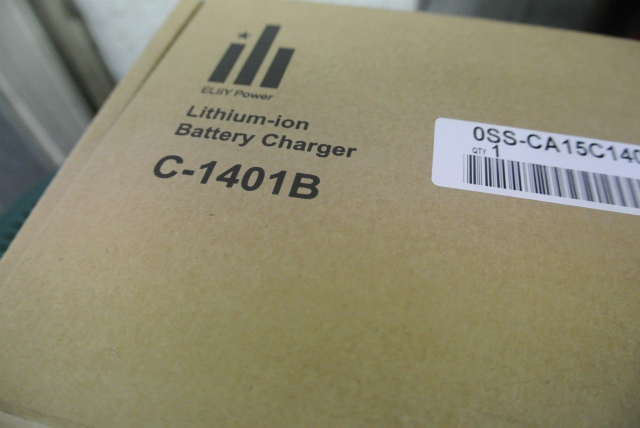 ELIIY Power
Lithium-ion
Battery Charger
C-1401B
0SS-CA15C140
QTY 1